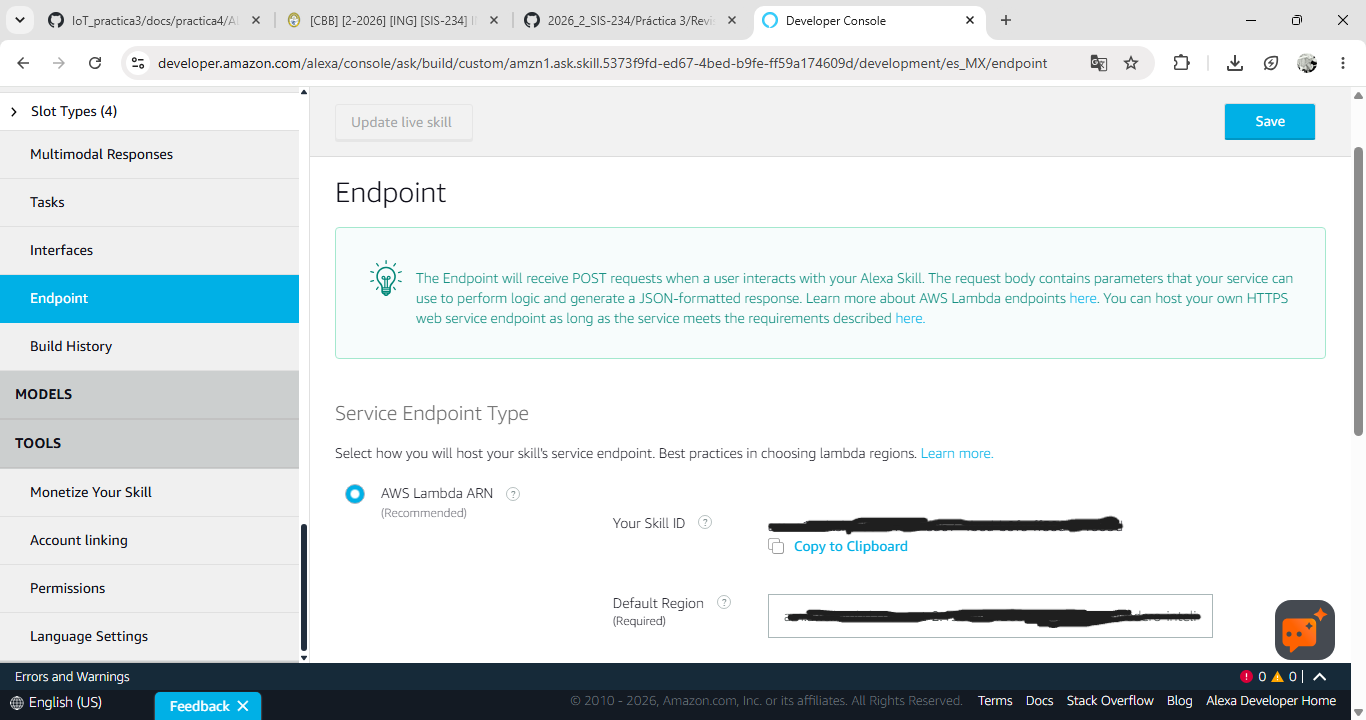 IoT_practica3/docs/practica4/Al
[CBB] [2-2026] [ING] [SIS-234] II
2026_2_SIS-234/Práctica 3/Revis
Developer Console
developer.amazon.com/alexa/console/ask/build/custom/amzn1.ask.skill.5373f9fd-ed67-4bed-b9fe-ff59a174609d/development/es_MX/endpoint
Slot Types (4)
Multimodal Responses
Tasks
Interfaces
Endpoint
Build History
MODELS
TOOLS
Monetize Your Skill
Account linking
Permissions
Language Settings
Update live skill
Save
Endpoint
The Endpoint will receive POST requests when a user interacts with your Alexa Skill. The request body contains parameters that your service can
use to perform logic and generate a JSON-formatted response. Learn more about AWS Lambda endpoints here. You can host your own HTTPS
web service endpoint as long as the service meets the requirements described here.
Service Endpoint Type
Select how you will host your skill's service endpoint. Best practices in choosing lambda regions. Learn more.
AWS Lambda ARN ?
(Recommended)
Your Skill ID ?
Copy to Clipboard
Default Region ?
(Required)
Errors and Warnings
! 0 0 |
English (US)
Feedback
© 2010 - 2026, Amazon.com, Inc. or its affiliates. All Rights Reserved.
Terms Docs Stack Overflow Blog Alexa Developer Home